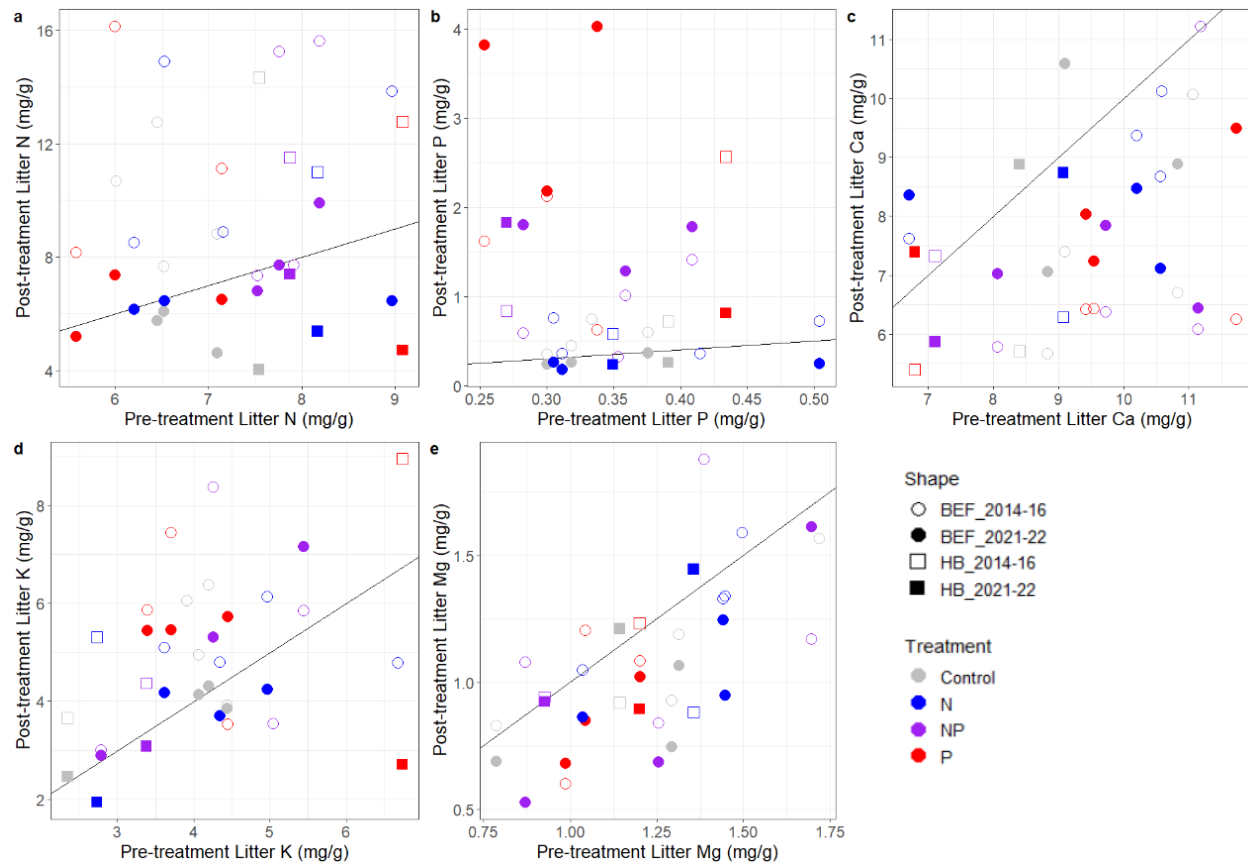 a
Post-treatment Litter N (mg/g)
16
12
8
4
6
7
8
9
Pre-treatment Litter N (mg/g)
b
Post-treatment Litter P (mg/g)
4
3
2
1
0
0.25
0.30
0.35
0.40
0.45
0.50
Pre-treatment Litter P (mg/g)
c
Post-treatment Litter Ca (mg/g)
11
10
9
8
7
6
7
8
9
10
11
Pre-treatment Litter Ca (mg/g)
d
Post-treatment Litter K (mg/g)
8
6
4
2
3
4
5
6
Pre-treatment Litter K (mg/g)
e
Post-treatment Litter Mg (mg/g)
1.5
1.0
0.5
0.75
1.00
1.25
1.50
1.75
Pre-treatment Litter Mg (mg/g)
Shape
BEF_2014-16
BEF_2021-22
HB_2014-16
HB_2021-22
Treatment
Control
N
NP
P